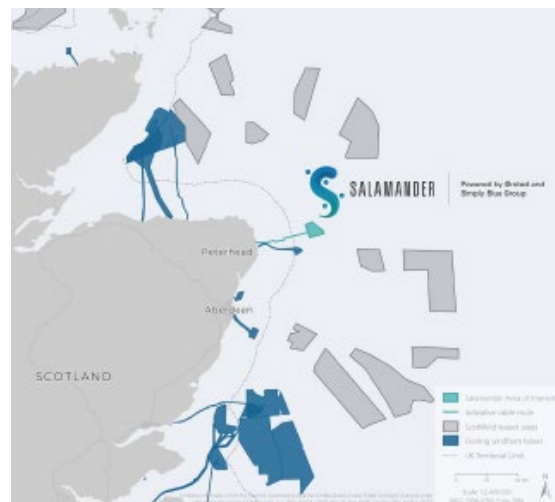 SALAMANDER
Powered by Ørsted and
Simply Blue Group
Peterhead
Aberdeen
SCOTLAND
Salamander Area of Interest
Indicative cable route
ScotWind leased areas
Existing windfarm leases
UK Territorial Limit
N